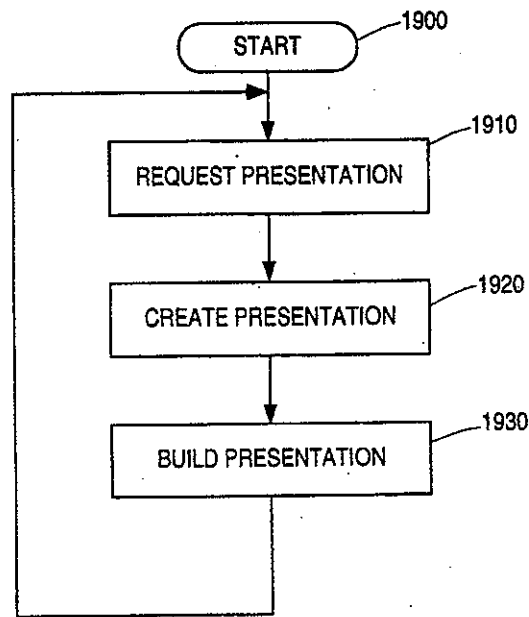 START
1900
1910
REQUEST PRESENTATION
1920
CREATE PRESENTATION
1930
BUILD PRESENTATION